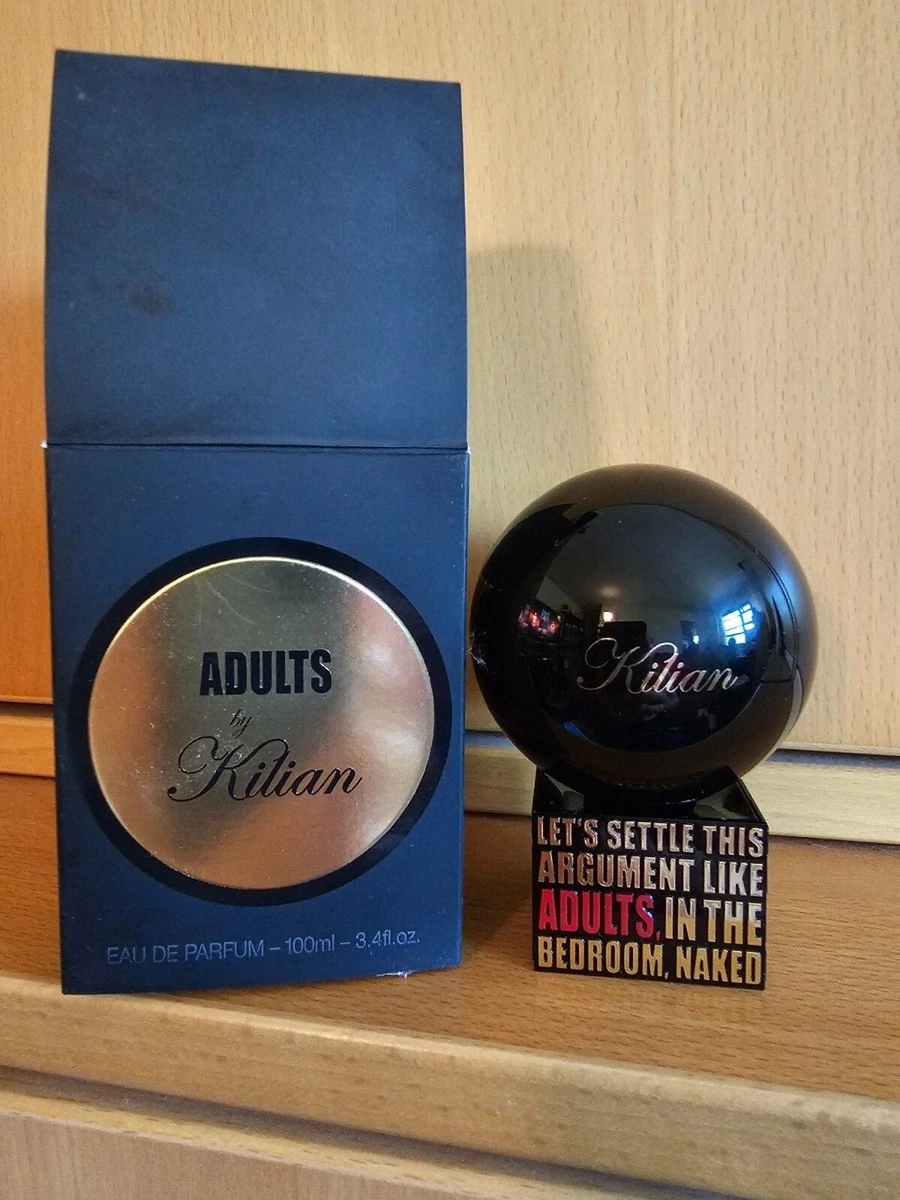 ADULTS
by
Kilian
EAU DE PARFUM – 100ml – 3.4fl.oz.
Kilian
LET'S SETTLE THIS
ARGUMENT LIKE
ADULTS, IN THE
BEDROOM, NAKED